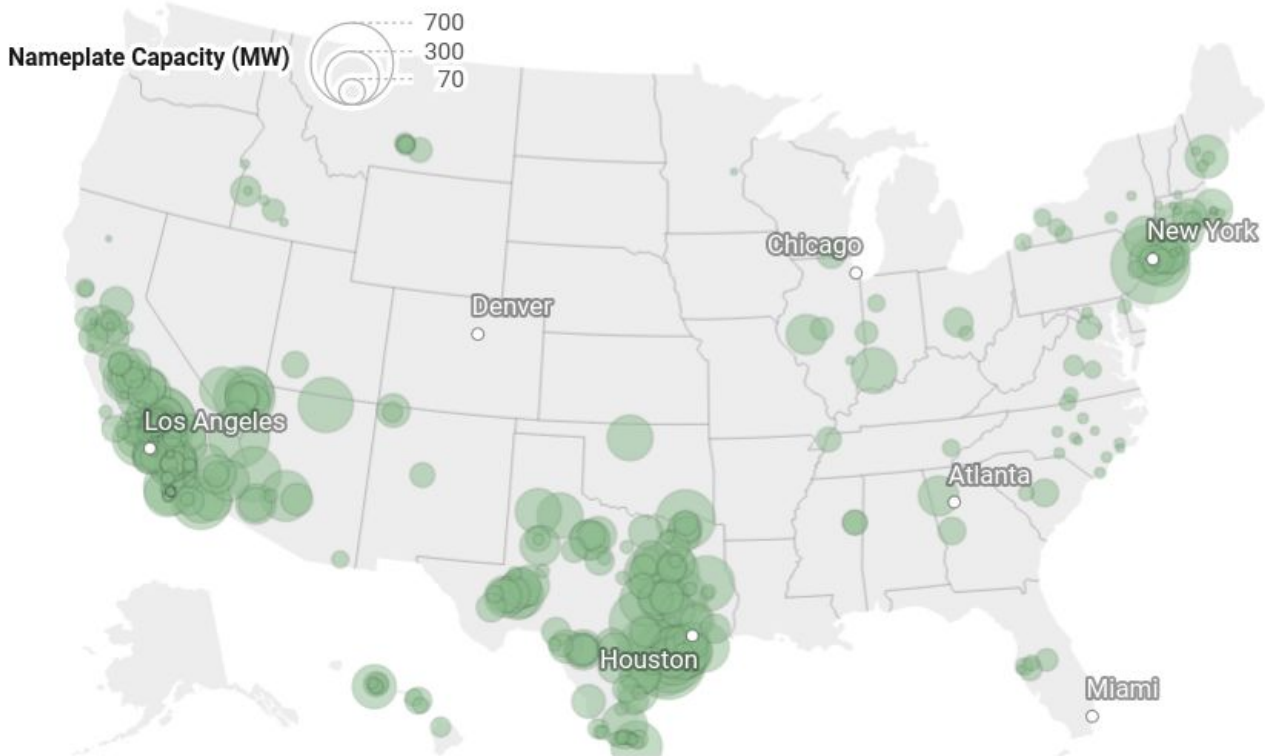 700
Nameplate Capacity (MW)
300
70
New York
Chicago
Denver
Los Angeles
Atlanta
Houston
Miami